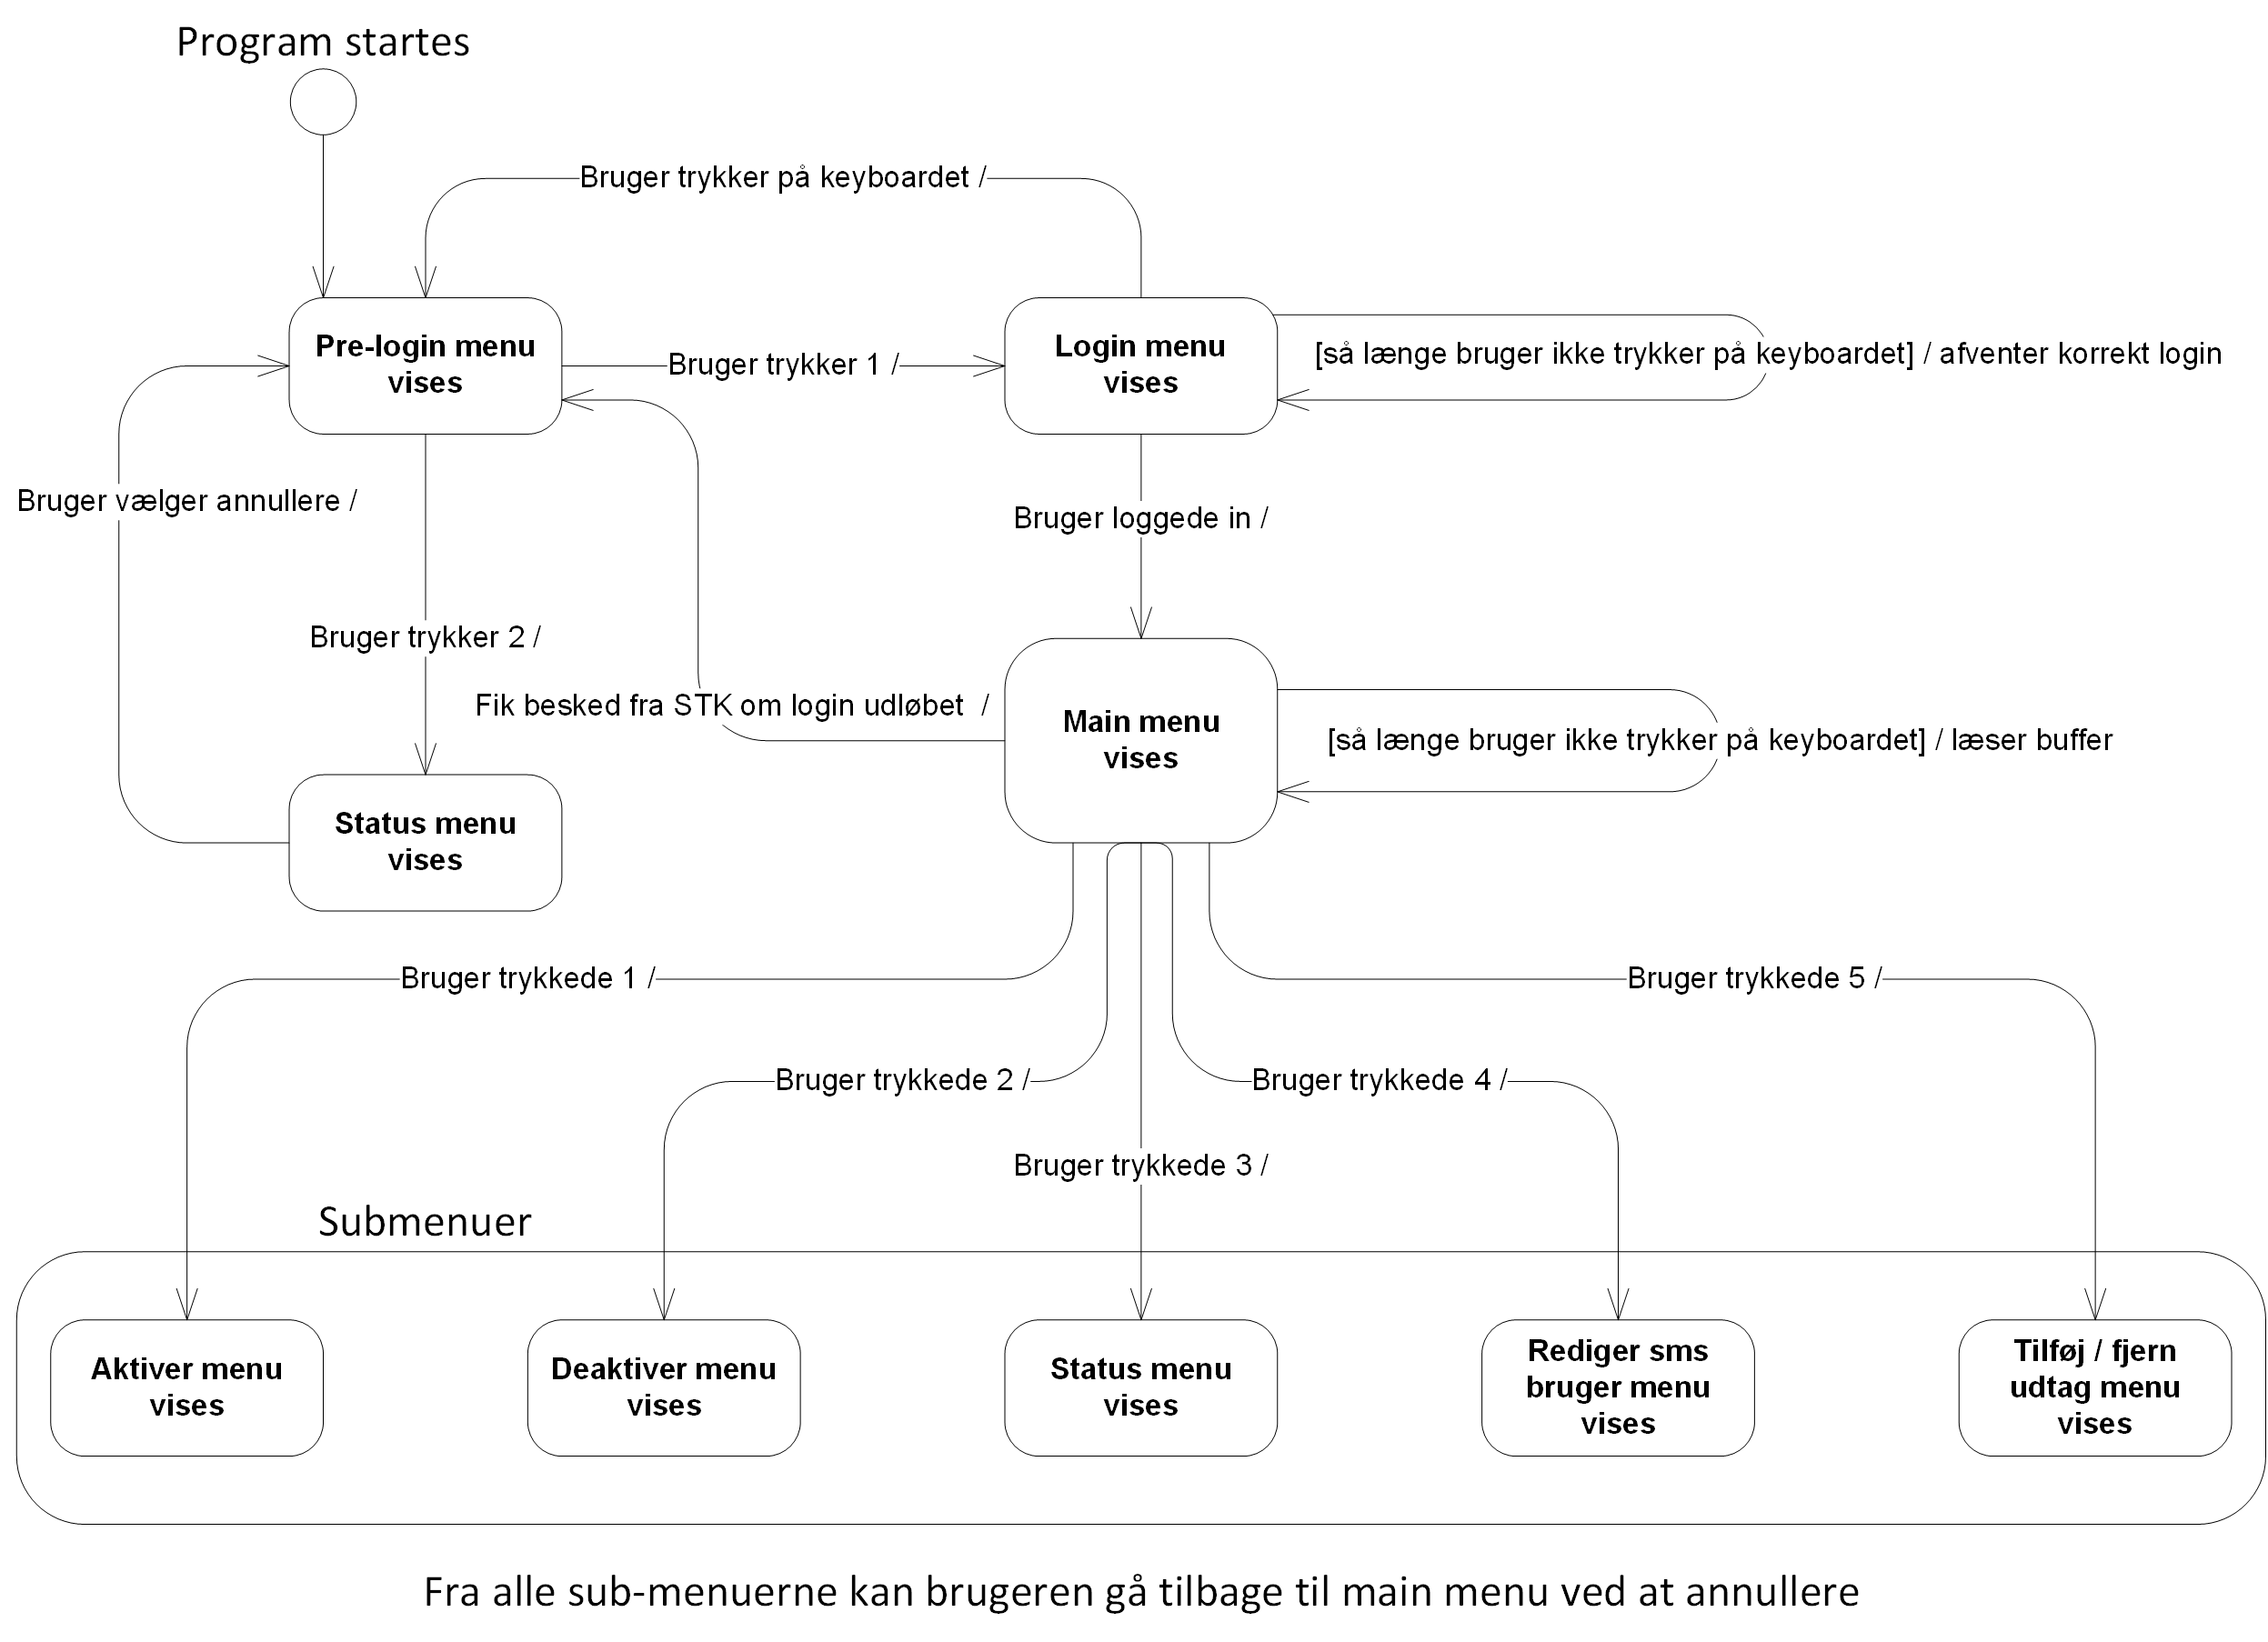 Program startes
Bruger trykker på keyboardet /
Pre-login menu
vises
Bruger trykker 1 /
Login menu
vises
[så længe bruger ikke trykker på keyboardet] / afventer korrekt login
Bruger vælger annullere /
Bruger loggede in /
Bruger trykker 2 /
Fik besked fra STK om login udløbet /
Main menu
vises
[så længe bruger ikke trykker på keyboardet] / læser buffer
Status menu
vises
Bruger trykkede 1 /
Bruger trykkede 5 /
Bruger trykkede 2 /
Bruger trykkede 4 /
Bruger trykkede 3 /
Submenuer
Aktiver menu
vises
Deaktiver menu
vises
Status menu
vises
Rediger sms
bruger menu
vises
Tilføj / fjern
udtag menu
vises
Fra alle sub-menuerne kan brugeren gå tilbage til main menu ved at annullere